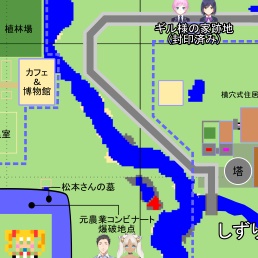 植林場
ギル様の家跡地
(封印済み)
カフェ
&
博物館
横穴式住居
室
塔
松本さんの墓
しずり
元農業コンビナート
爆破地点